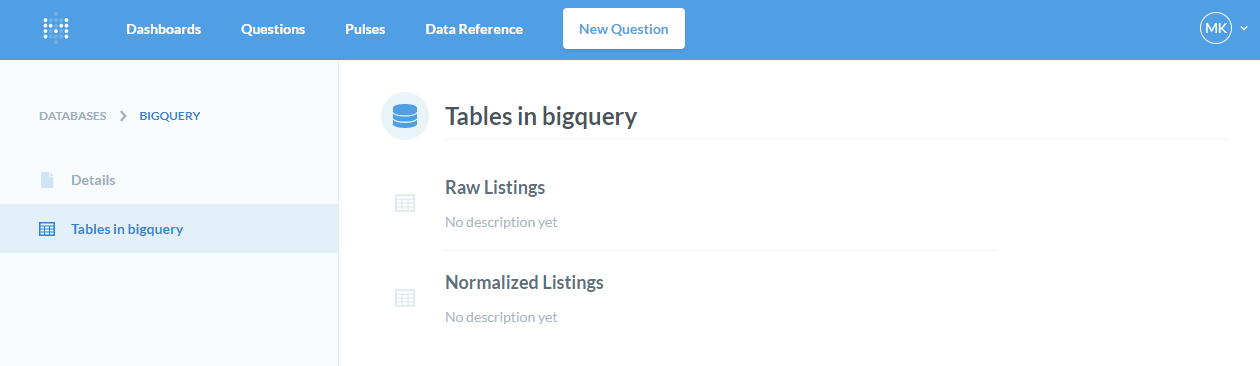 Dashboards Questions Pulses Data Reference New Question MK
DATABASES BIGQUERY
Details
Tables in bigquery
Tables in bigquery
Raw Listings
No description yet
Normalized Listings
No description yet